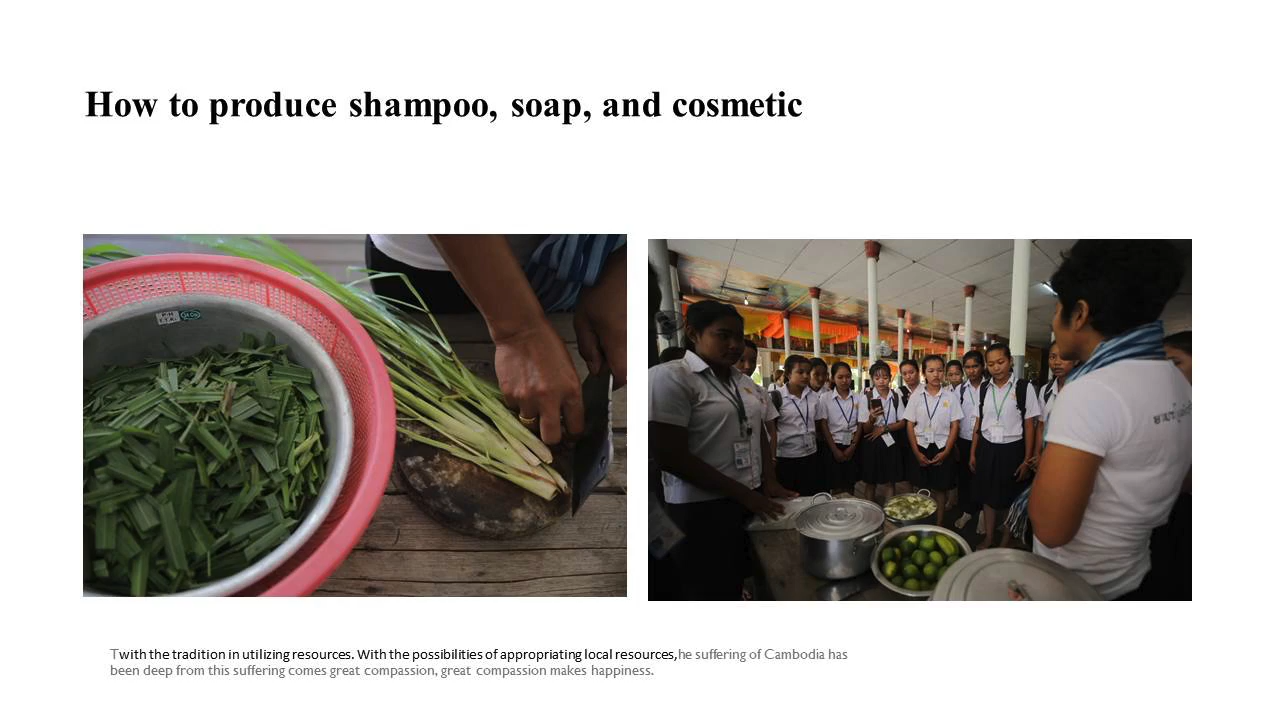 How to produce shampoo, soap, and cosmetic
Twith the tradition in utilizing resources. With the possibilities of appropriating local resources,he suffering of Cambodia has
been deep from this suffering comes great compassion, great compassion makes happiness.